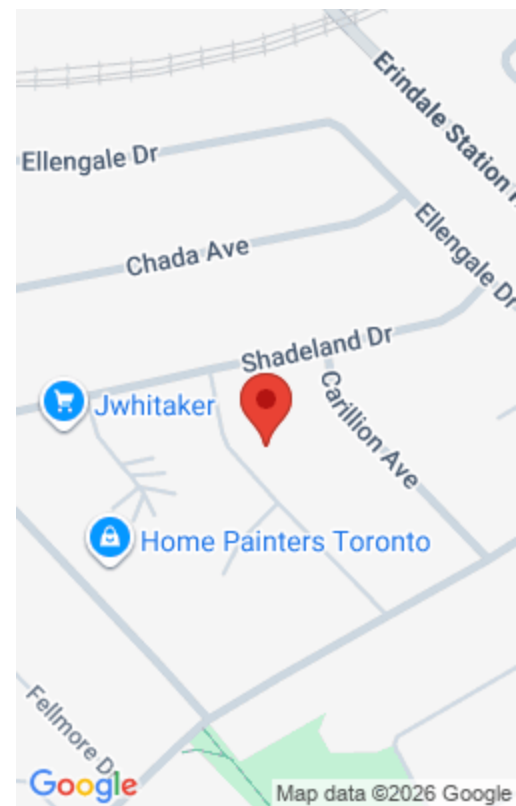 Erindale Station
Ellengale Dr
Ellengale Dr
Chada Ave
Shadeland Dr
Carillion Ave
Jwhitaker
Home Painters Toronto
Fellmore
Google
Map data ©2026 Google